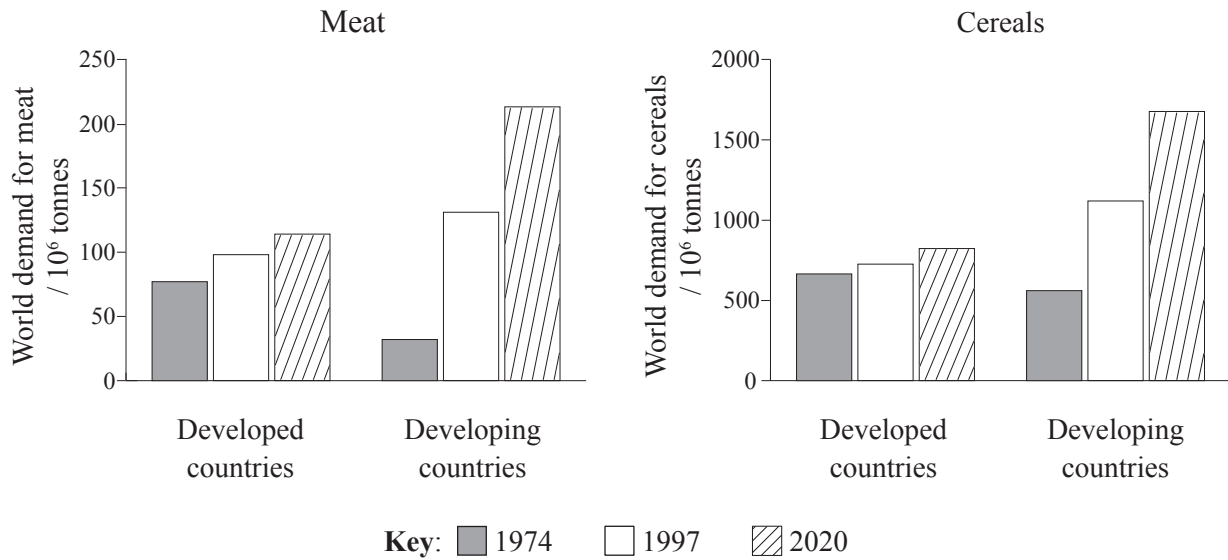 Meat
250
200
150
100
50
0
World demand for meat
/ 10⁶ tonnes
Developed
countries
Developing
countries
Cereals
2000
1500
1000
500
0
World demand for cereals
/ 10⁶ tonnes
Developed
countries
Developing
countries
Key: 1974 1997 2020